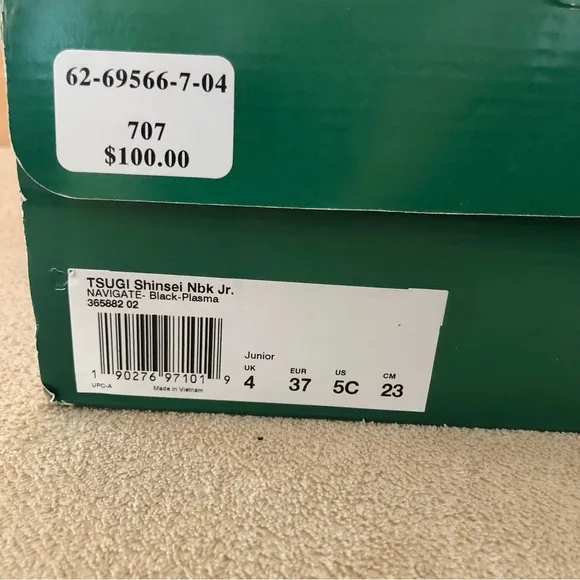 62-69566-7-04
707
$100.00
TSUGI Shinsei Nbk Jr.
NAVIGATE- Black-Plasma
365882 02
1 90276 97101 9
UPC-A Made in Vietnam
Junior
UK EUR US CM
4 37 5C 23